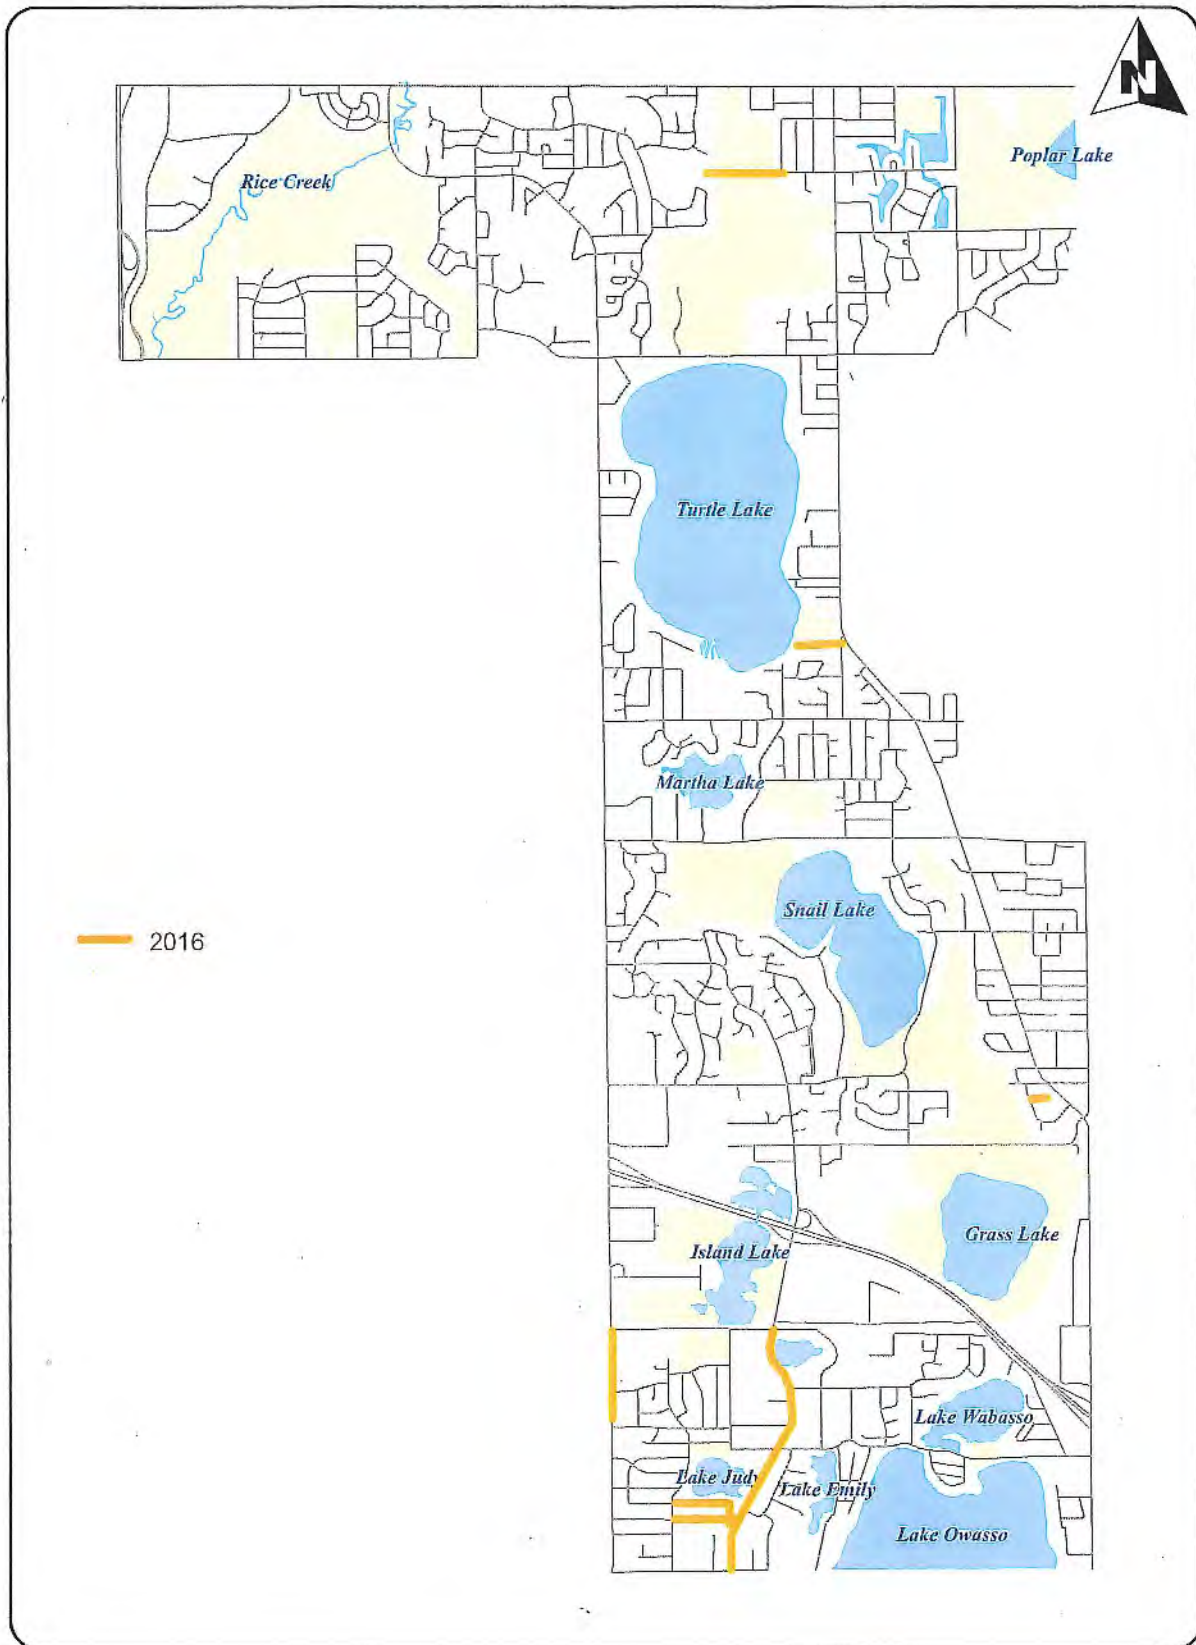 N
Poplar Lake
Rice Creek
Turtle Lake
Martha Lake
Snail Lake
2016
Grass Lake
Island Lake
Lake Wabasso
Lake Judy
Lake Emily
Lake Owasso